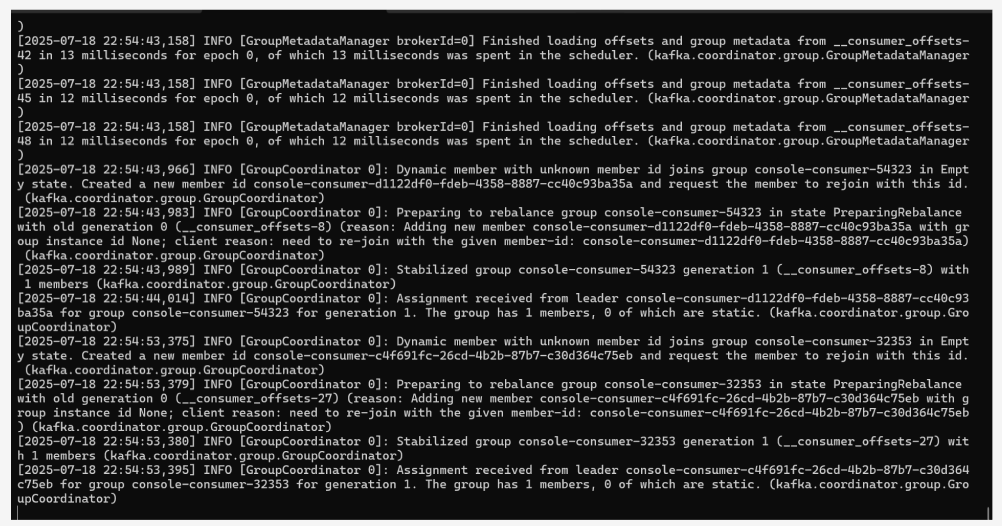 )
[2025-07-18 22:54:43,158] INFO [GroupMetadataManager brokerId=0] Finished loading offsets and group metadata from __consumer_offsets-
42 in 13 milliseconds for epoch 0, of which 13 milliseconds was spent in the scheduler. (kafka.coordinator.group.GroupMetadataManager
)
[2025-07-18 22:54:43,158] INFO [GroupMetadataManager brokerId=0] Finished loading offsets and group metadata from __consumer_offsets-
45 in 12 milliseconds for epoch 0, of which 12 milliseconds was spent in the scheduler. (kafka.coordinator.group.GroupMetadataManager
)
[2025-07-18 22:54:43,158] INFO [GroupMetadataManager brokerId=0] Finished loading offsets and group metadata from __consumer_offsets-
48 in 12 milliseconds for epoch 0, of which 12 milliseconds was spent in the scheduler. (kafka.coordinator.group.GroupMetadataManager
)
[2025-07-18 22:54:43,966] INFO [GroupCoordinator 0]: Dynamic member with unknown member id joins group console-consumer-54323 in Empt
y state. Created a new member id console-consumer-d1122df0-fdeb-4358-8887-cc40c93ba35a and request the member to rejoin with this id.
 (kafka.coordinator.group.GroupCoordinator)
[2025-07-18 22:54:43,983] INFO [GroupCoordinator 0]: Preparing to rebalance group console-consumer-54323 in state PreparingRebalance
with old generation 0 (__consumer_offsets-8) (reason: Adding new member console-consumer-d1122df0-fdeb-4358-8887-cc40c93ba35a with gr
oup instance id None; client reason: need to re-join with the given member-id: console-consumer-d1122df0-fdeb-4358-8887-cc40c93ba35a)
 (kafka.coordinator.group.GroupCoordinator)
[2025-07-18 22:54:43,989] INFO [GroupCoordinator 0]: Stabilized group console-consumer-54323 generation 1 (__consumer_offsets-8) with
 1 members (kafka.coordinator.group.GroupCoordinator)
[2025-07-18 22:54:44,014] INFO [GroupCoordinator 0]: Assignment received from leader console-consumer-d1122df0-fdeb-4358-8887-cc40c93
ba35a for group console-consumer-54323 for generation 1. The group has 1 members, 0 of which are static. (kafka.coordinator.group.Gro
upCoordinator)
[2025-07-18 22:54:53,375] INFO [GroupCoordinator 0]: Dynamic member with unknown member id joins group console-consumer-32353 in Empt
y state. Created a new member id console-consumer-c4f691fc-26cd-4b2b-87b7-c30d364c75eb and request the member to rejoin with this id.
 (kafka.coordinator.group.GroupCoordinator)
[2025-07-18 22:54:53,379] INFO [GroupCoordinator 0]: Preparing to rebalance group console-consumer-32353 in state PreparingRebalance
with old generation 0 (__consumer_offsets-27) (reason: Adding new member console-consumer-c4f691fc-26cd-4b2b-87b7-c30d364c75eb with g
roup instance id None; client reason: need to re-join with the given member-id: console-consumer-c4f691fc-26cd-4b2b-87b7-c30d364c75eb
) (kafka.coordinator.group.GroupCoordinator)
[2025-07-18 22:54:53,380] INFO [GroupCoordinator 0]: Stabilized group console-consumer-32353 generation 1 (__consumer_offsets-27) wit
h 1 members (kafka.coordinator.group.GroupCoordinator)
[2025-07-18 22:54:53,395] INFO [GroupCoordinator 0]: Assignment received from leader console-consumer-c4f691fc-26cd-4b2b-87b7-c30d364
c75eb for group console-consumer-32353 for generation 1. The group has 1 members, 0 of which are static. (kafka.coordinator.group.Gro
upCoordinator)